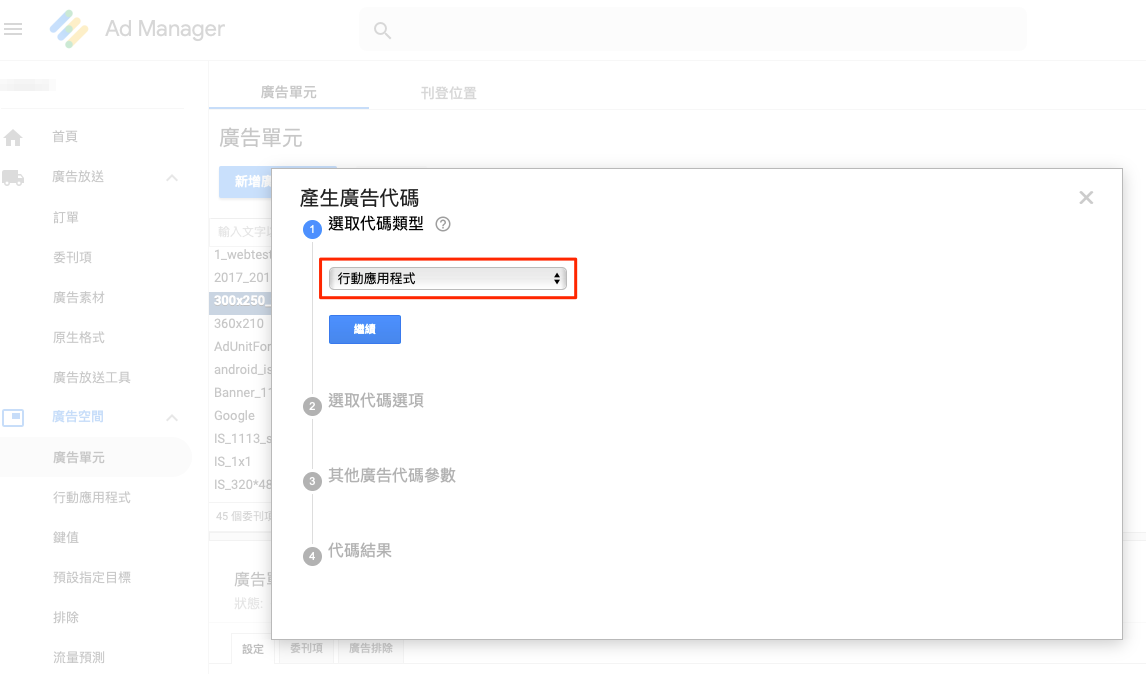 Ad Manager
廣告單元
刊登位置
首頁
廣告放送
訂單
委刊項
廣告素材
原生格式
廣告放送工具
廣告空間
廣告單元
行動應用程式
鍵值
預設指定目標
排除
流量預測
廣告單元
新增廣
輸入文字
1_webtest
2017_201
300x250_
360x210
AdUnitFor
android_is
Banner_11
Google
IS_1113_s
IS_1x1
IS_320*48
45 個委刊項
廣告單
狀態:
設定
委刊項
廣告排除
產生廣告代碼
1 選取代碼類型 ?
行動應用程式
繼續
2 選取代碼選項
3 其他廣告代碼參數
4 代碼結果